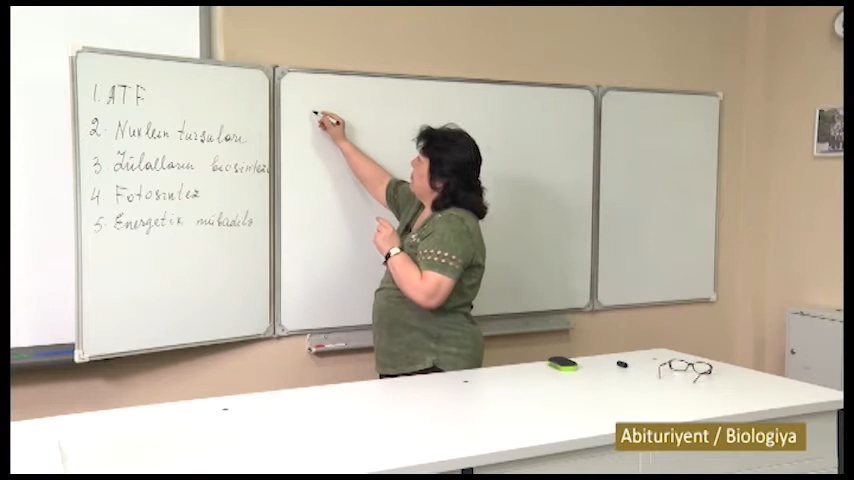 1. ATF
2. Nuklein turşuları
3. Zülalların biosintezi
4. Fotosintez
5. Energetik mübadilə
Abituriyent / Biologiya